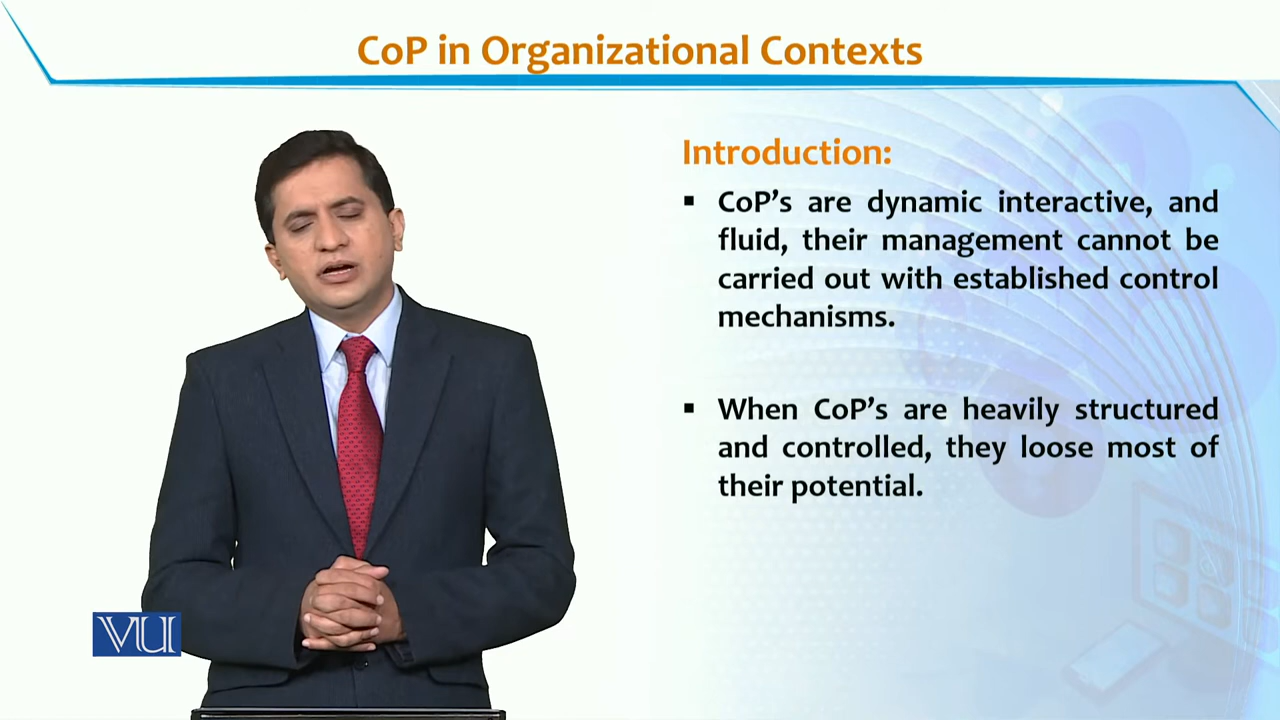 CoP in Organizational Contexts
Introduction:
▪ CoP’s are dynamic interactive, and
fluid, their management cannot be
carried out with established control
mechanisms.
▪ When CoP’s are heavily structured
and controlled, they loose most of
their potential.
VU